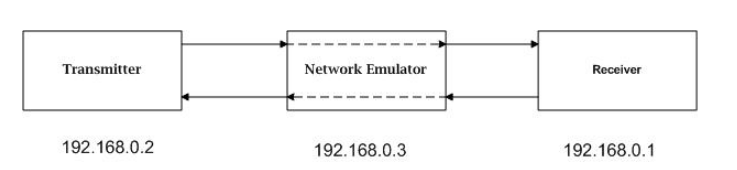 Transmitter
Network Emulator
Receiver
192.168.0.2
192.168.0.3
192.168.0.1